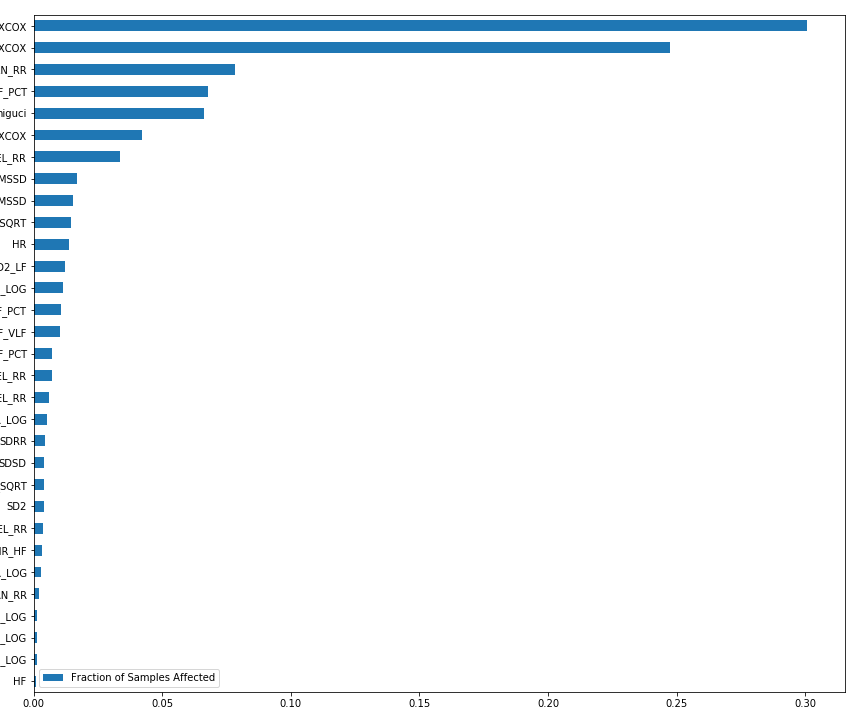 XCOX
XCOX
N_RR
F_PCT
higuci
XCOX
EL_RR
MSSD
MSSD
SQRT
HR
D2_LF
_LOG
F_PCT
F_VLF
F_PCT
EL_RR
EL_RR
_LOG
SDRR
SDSD
SQRT
SD2
EL_RR
HR_HF
_LOG
N_RR
_LOG
_LOG
_LOG
HF
Fraction of Samples Affected
0.00 0.05 0.10 0.15 0.20 0.25 0.30